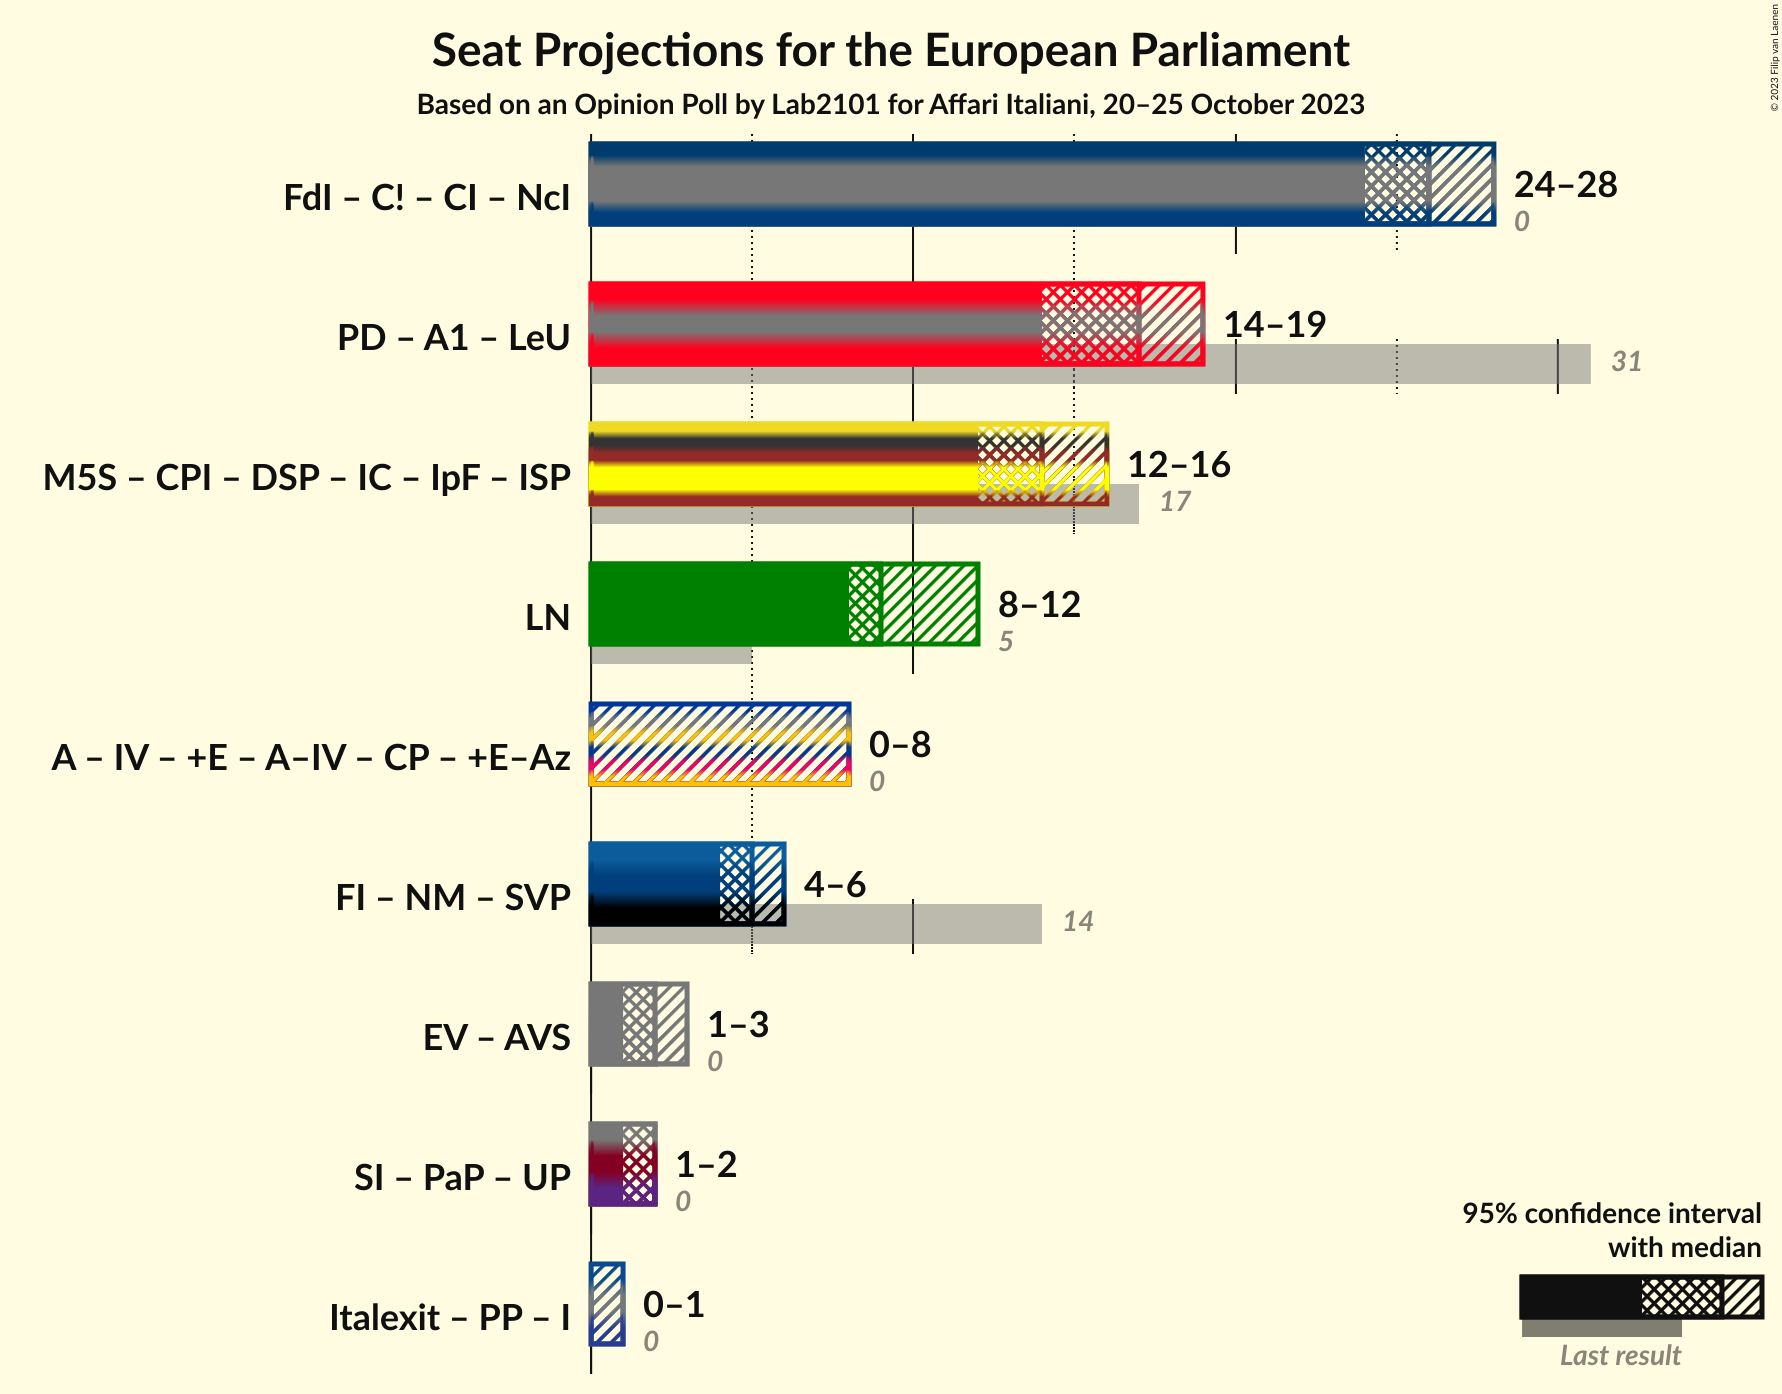 Seat Projections for the European Parliament
Based on an Opinion Poll by Lab2101 for Affari Italiani, 20–25 October 2023
© 2023 Filip van Laenen
FdI – C! – CI – NcI
24–28
0
PD – A1 – LeU
14–19
31
M5S – CPI – DSP – IC – IpF – ISP
12–16
17
LN
8–12
5
A – IV – +E – A–IV – CP – +E–Az
0–8
0
FI – NM – SVP
4–6
14
EV – AVS
1–3
0
SI – PaP – UP
1–2
0
Italexit – PP – I
0–1
0
95% confidence interval
with median
Last result